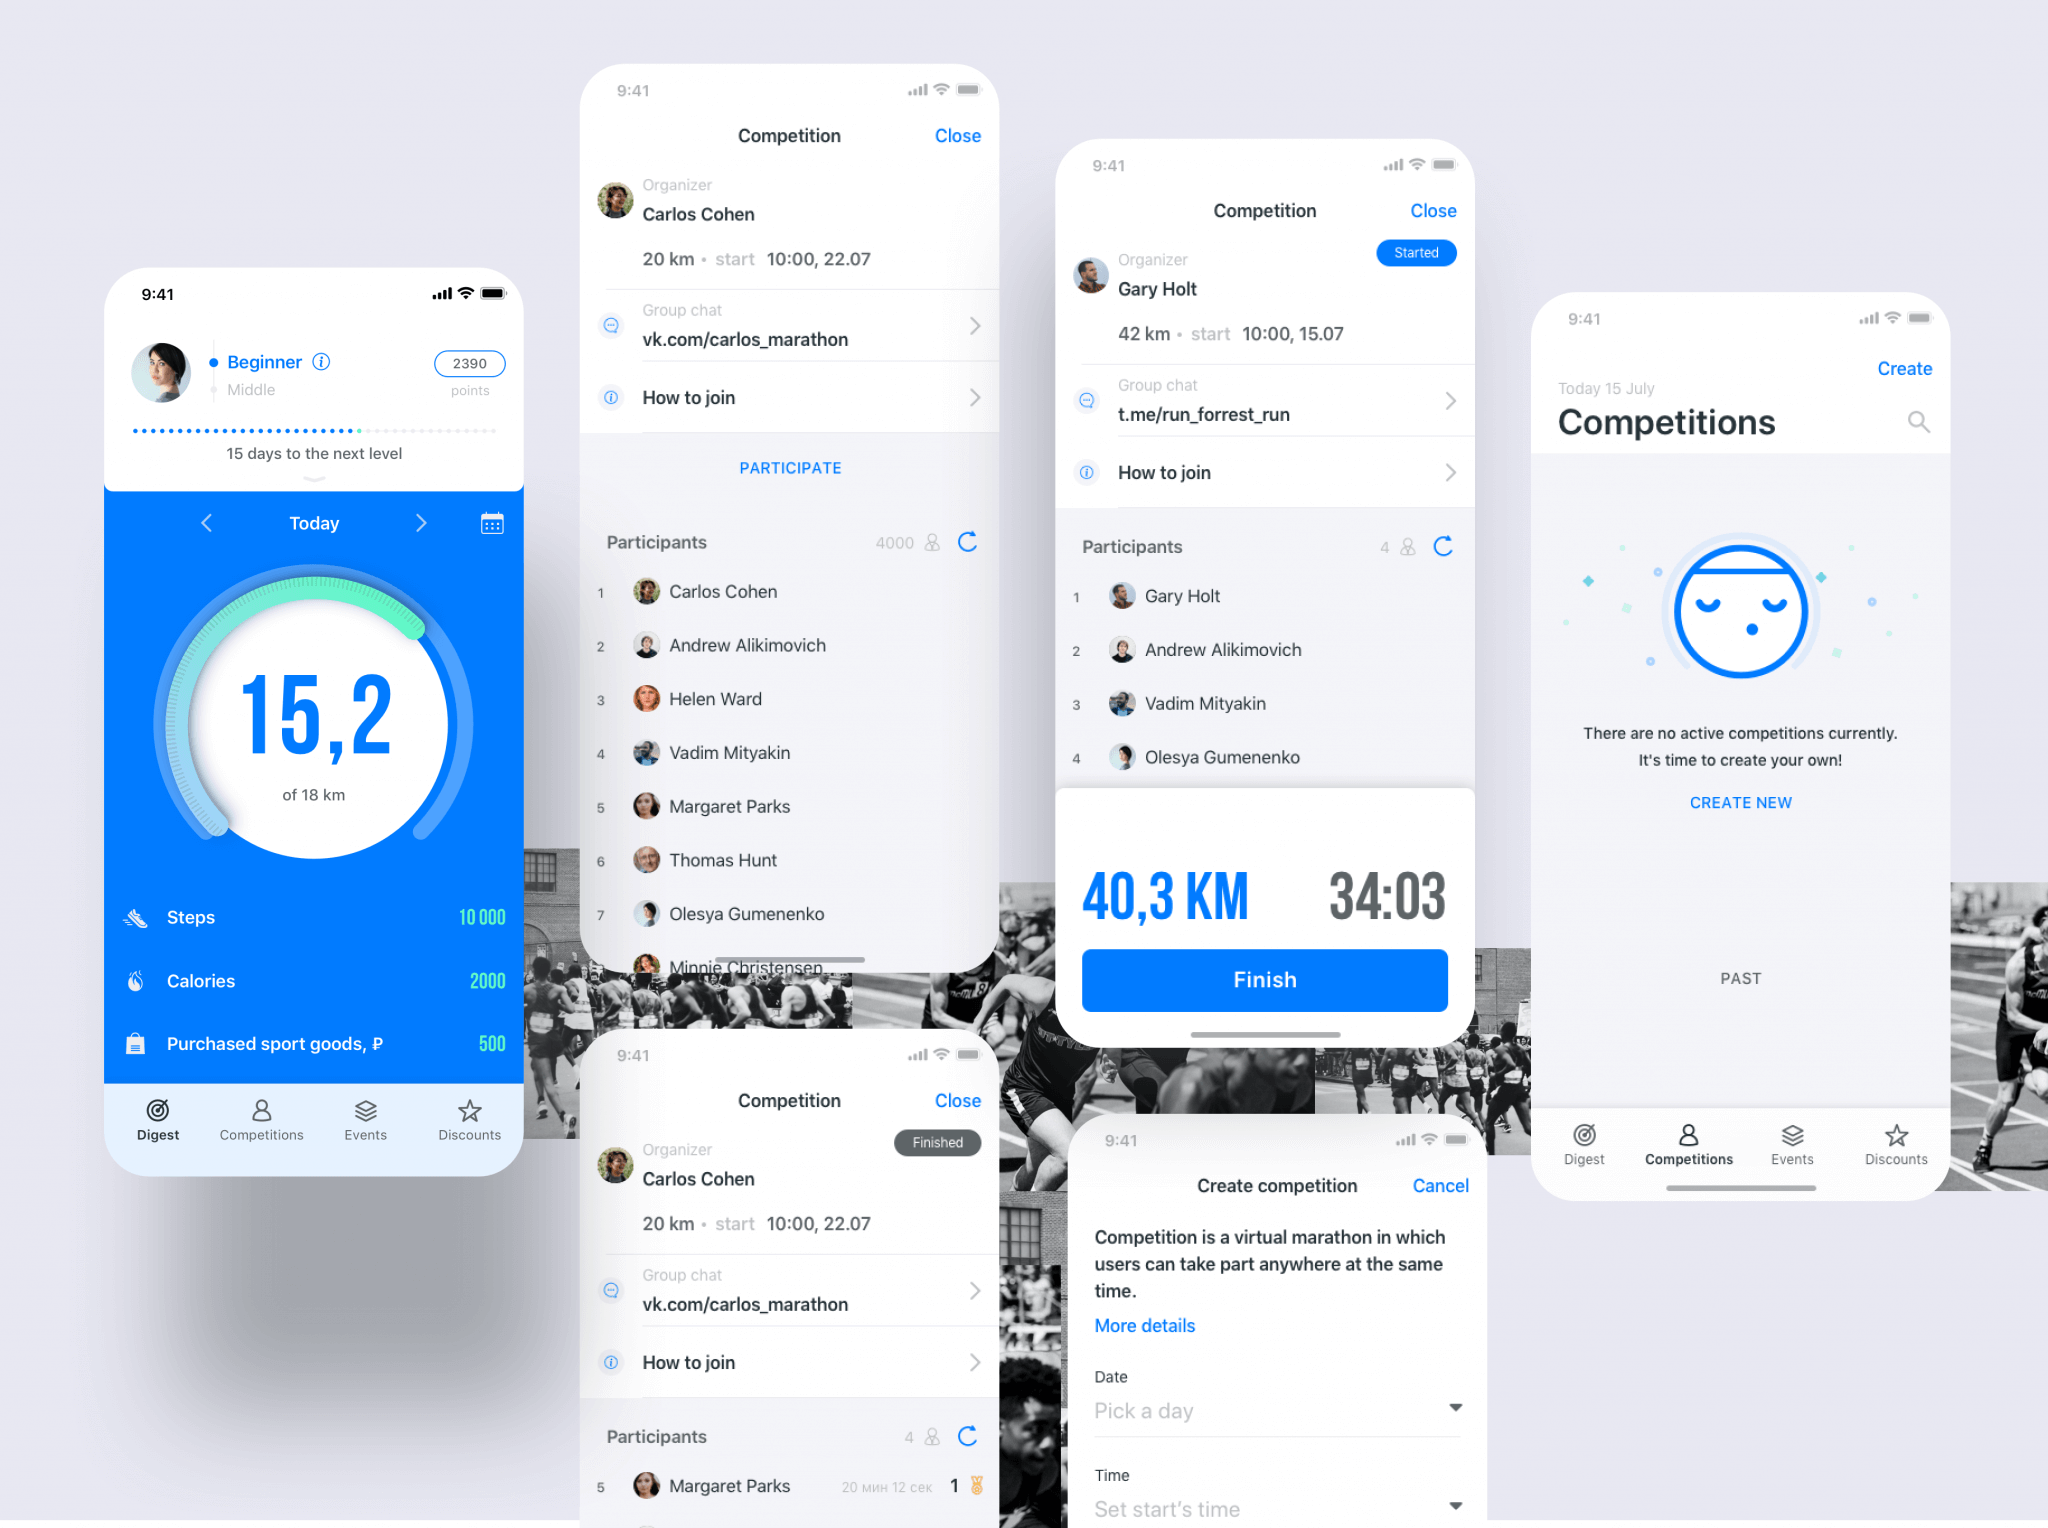 9:41
Beginner
Middle
2390
points
15 days to the next level
Today
15,2
of 18 km
Steps
10 000
Calories
2000
Purchased sport goods, ₽
500
Digest
Competitions
Events
Discounts
9:41
Competition
Close
Organizer
Carlos Cohen
20 km • start 10:00, 22.07
Group chat
vk.com/carlos_marathon
How to join
PARTICIPATE
Participants
4000
1 Carlos Cohen
2 Andrew Alikimovich
3 Helen Ward
4 Vadim Mityakin
5 Margaret Parks
6 Thomas Hunt
7 Olesya Gumenenko
Minnie Christensen
9:41
Competition
Close
Finished
Organizer
Carlos Cohen
20 km • start 10:00, 22.07
Group chat
vk.com/carlos_marathon
How to join
Participants
4
5 Margaret Parks 20 мин 12 сек 1
9:41
Competition
Close
Started
Organizer
Gary Holt
42 km • start 10:00, 15.07
Group chat
t.me/run_forrest_run
How to join
Participants
4
1 Gary Holt
2 Andrew Alikimovich
3 Vadim Mityakin
4 Olesya Gumenenko
40,3 KM
34:03
Finish
9:41
Create competition
Cancel
Competition is a virtual marathon in which
users can take part anywhere at the same
time.
More details
Date
Pick a day
Time
Set start's time
9:41
Create
Today 15 July
Competitions
There are no active competitions currently.
It's time to create your own!
CREATE NEW
PAST
Digest
Competitions
Events
Discounts